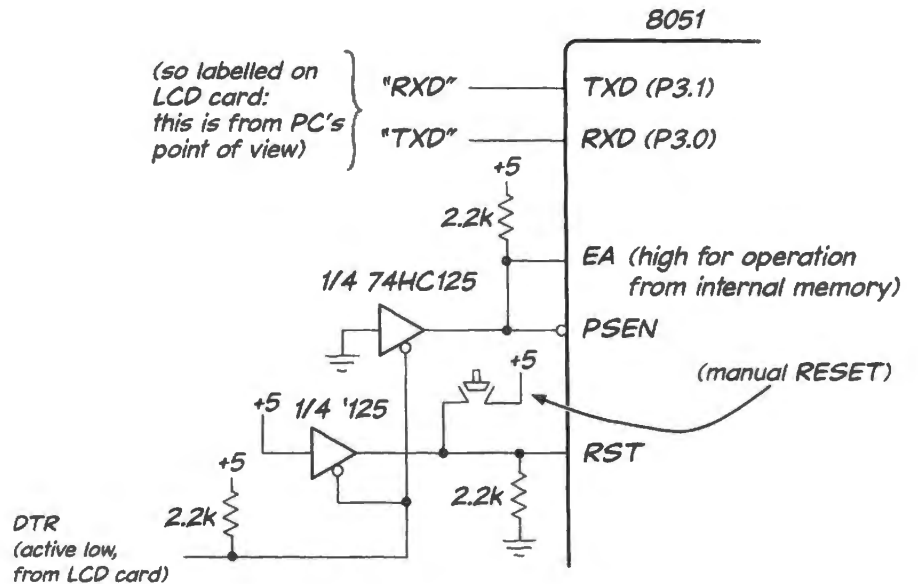 8051
(so labelled on
LCD card:
this is from PC's
point of view)
"RXD"
TXD (P3.1)
"TXD"
RXD (P3.0)
+5
2.2k
EA (high for operation
from internal memory)
1/4 74HC125
PSEN
+5
(manual RESET)
+5
1/4 '125
RST
+5
2.2k
2.2k
DTR
(active low,
from LCD card)